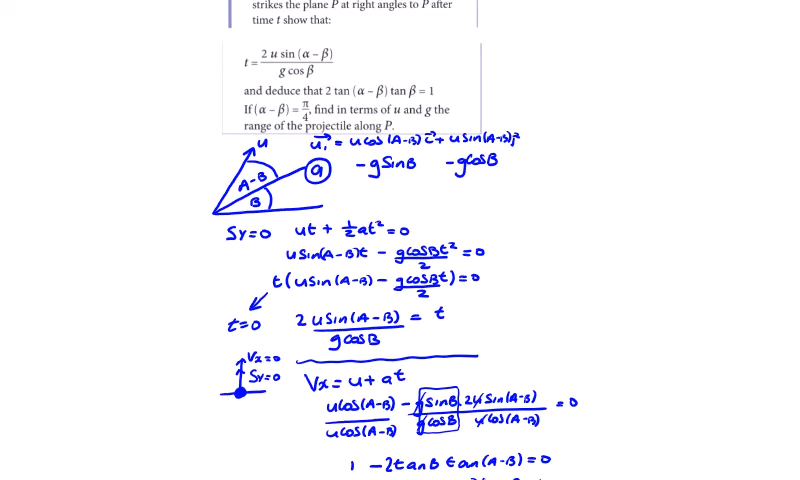 strikes the plane P at right angles to P after
time t show that:
t = 2 u sin (α − β) / g cos β
and deduce that 2 tan (α − β) tan β = 1
If (α − β) = π/4, find in terms of u and g the
range of the projectile along P.
u
u₁ = ucos(A-B)i + usin(A-B)j
a
-gsinB -gcosB
A-B
B
Sy=0 ut + ½at² = 0
usin(A-B)t - gcosBt²/2 = 0
t(usin(A-B) - gcosBt/2) = 0
t=0 2usin(A-B)/gcosB = t
Vx=0
Sy=0
Vx = u + at
ucos(A-B)/ucos(A-B) - gsinB/gcosB . 2usin(A-B)/ucos(A-B) = 0
1 - 2tanB tan(A-B) = 0